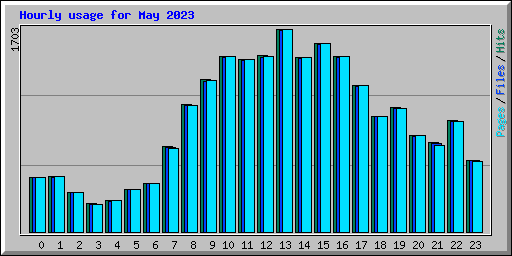 Hourly usage for May 2023
1703
Pages/Files/Hits
0 1 2 3 4 5 6 7 8 9 10 11 12 13 14 15 16 17 18 19 20 21 22 23